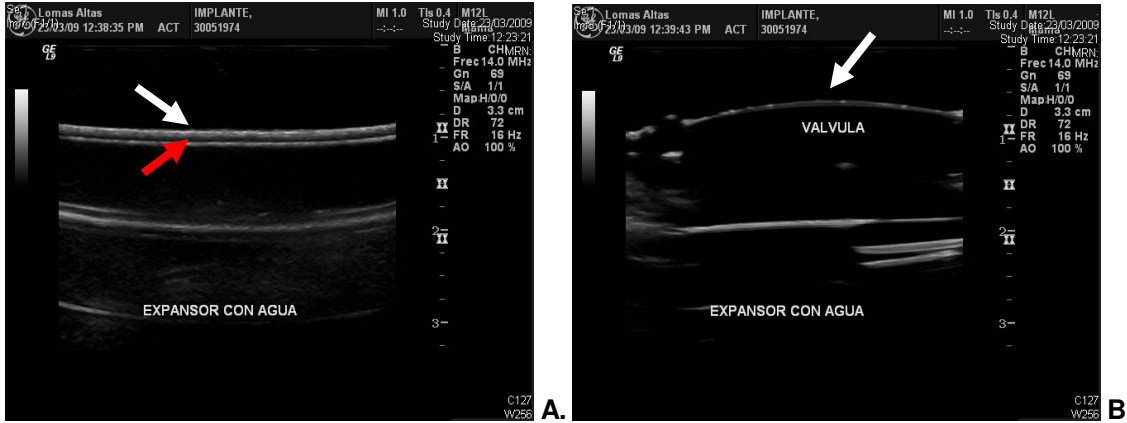 Lomas Altas
IMPLANTE,
MI 1.0 TIs 0.4 M12L
Study Date:23/03/2009
23/03/09 12:38:35 PM ACT
30051974
Study Time:12:23:21
MRN:
GE
L9
B CHI
Frec 14.0 MHz
Gn 69
S/A 1/1
Map H/0/0
D 3.3 cm
DR 72
FR 16 Hz
AO 100 %
1
2
3
EXPANSOR CON AGUA
C127
W256
A.
Lomas Altas
IMPLANTE,
MI 1.0 TIs 0.4 M12L
Study Date:23/03/2009
23/03/09 12:39:43 PM ACT
30051974
Mama
Study Time:12:23:21
MRN:
GE
L9
B CHI
Frec 14.0 MHz
Gn 69
S/A 1/1
Map H/0/0
D 3.3 cm
DR 72
FR 16 Hz
AO 100 %
VALVULA
1
2
3
EXPANSOR CON AGUA
C127
W256
B